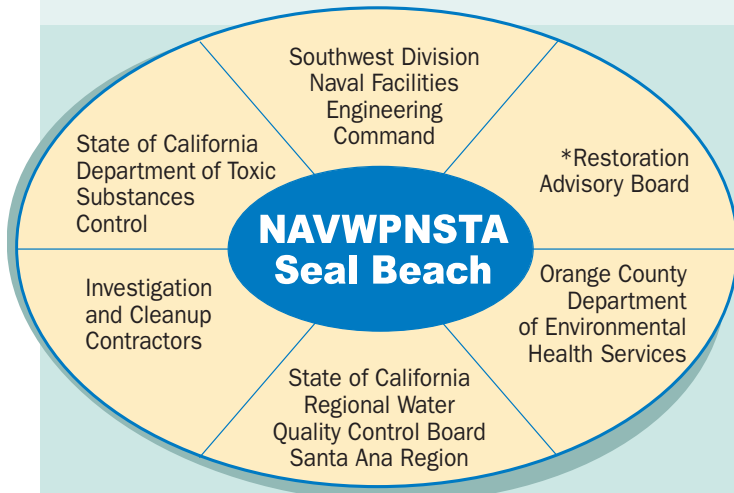 Southwest Division
Naval Facilities
Engineering
Command
State of California
Department of Toxic
Substances
Control
*Restoration
Advisory Board
NAVWPNSTA
Seal Beach
Investigation
and Cleanup
Contractors
Orange County
Department
of Environmental
Health Services
State of California
Regional Water
Quality Control Board
Santa Ana Region